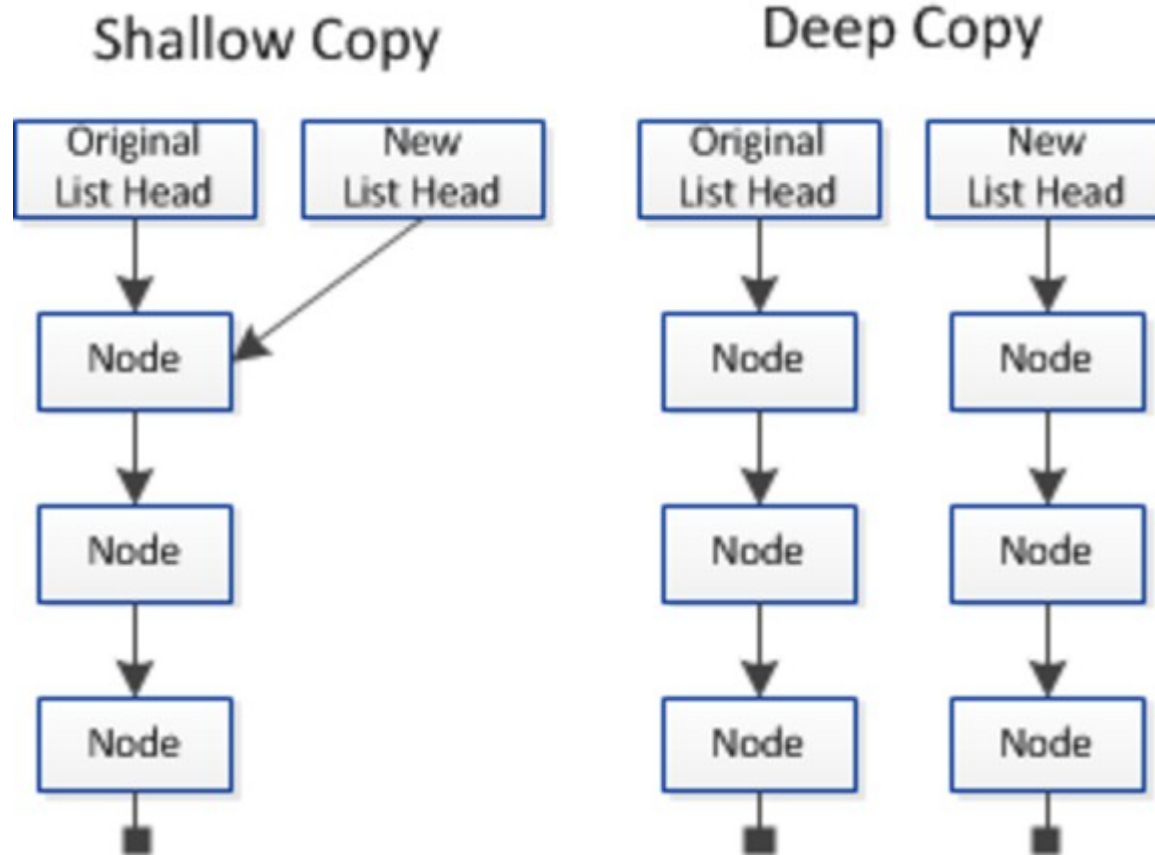 Shallow Copy
Deep Copy
Original
List Head
New
List Head
Original
List Head
New
List Head
Node
Node
Node
Node
Node
Node
Node
Node
Node